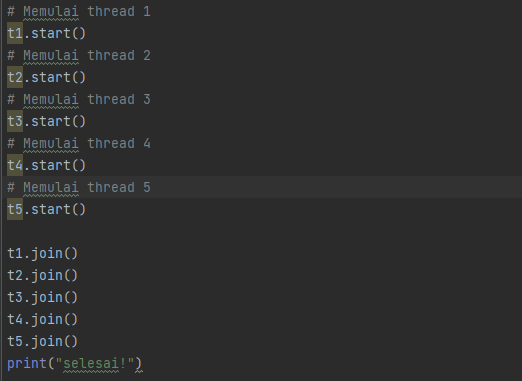 # Memulai thread 1
t1.start()
# Memulai thread 2
t2.start()
# Memulai thread 3
t3.start()
# Memulai thread 4
t4.start()
# Memulai thread 5
t5.start()
t1.join()
t2.join()
t3.join()
t4.join()
t5.join()
print("selesai!")